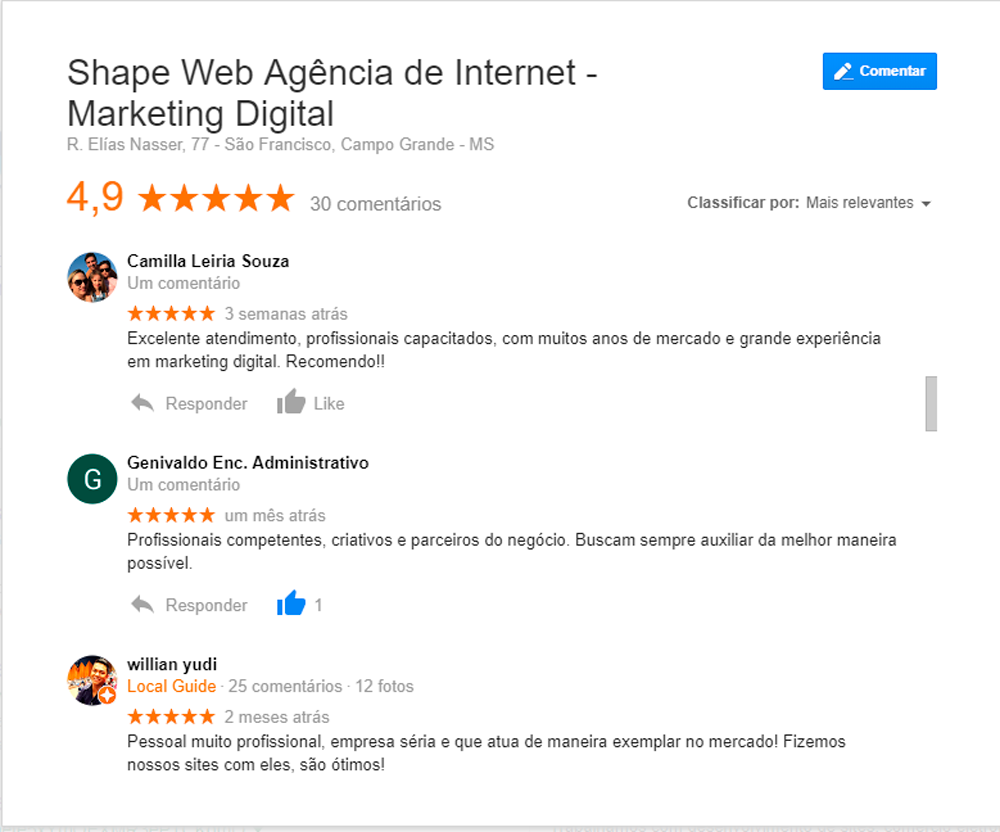 Shape Web Agência de Internet -
Marketing Digital
Comentar
R. Elías Nasser, 77 - São Francisco, Campo Grande - MS
4,9
30 comentários
Classificar por: Mais relevantes
Camilla Leiria Souza
Um comentário
3 semanas atrás
Excelente atendimento, profissionais capacitados, com muitos anos de mercado e grande experiência
em marketing digital. Recomendo!!
Responder
Like
G
Genivaldo Enc. Administrativo
Um comentário
um mês atrás
Profissionais competentes, criativos e parceiros do negócio. Buscam sempre auxiliar da melhor maneira
possível.
Responder
1
willian yudi
Local Guide · 25 comentários · 12 fotos
2 meses atrás
Pessoal muito profissional, empresa séria e que atua de maneira exemplar no mercado! Fizemos
nossos sites com eles, são ótimos!